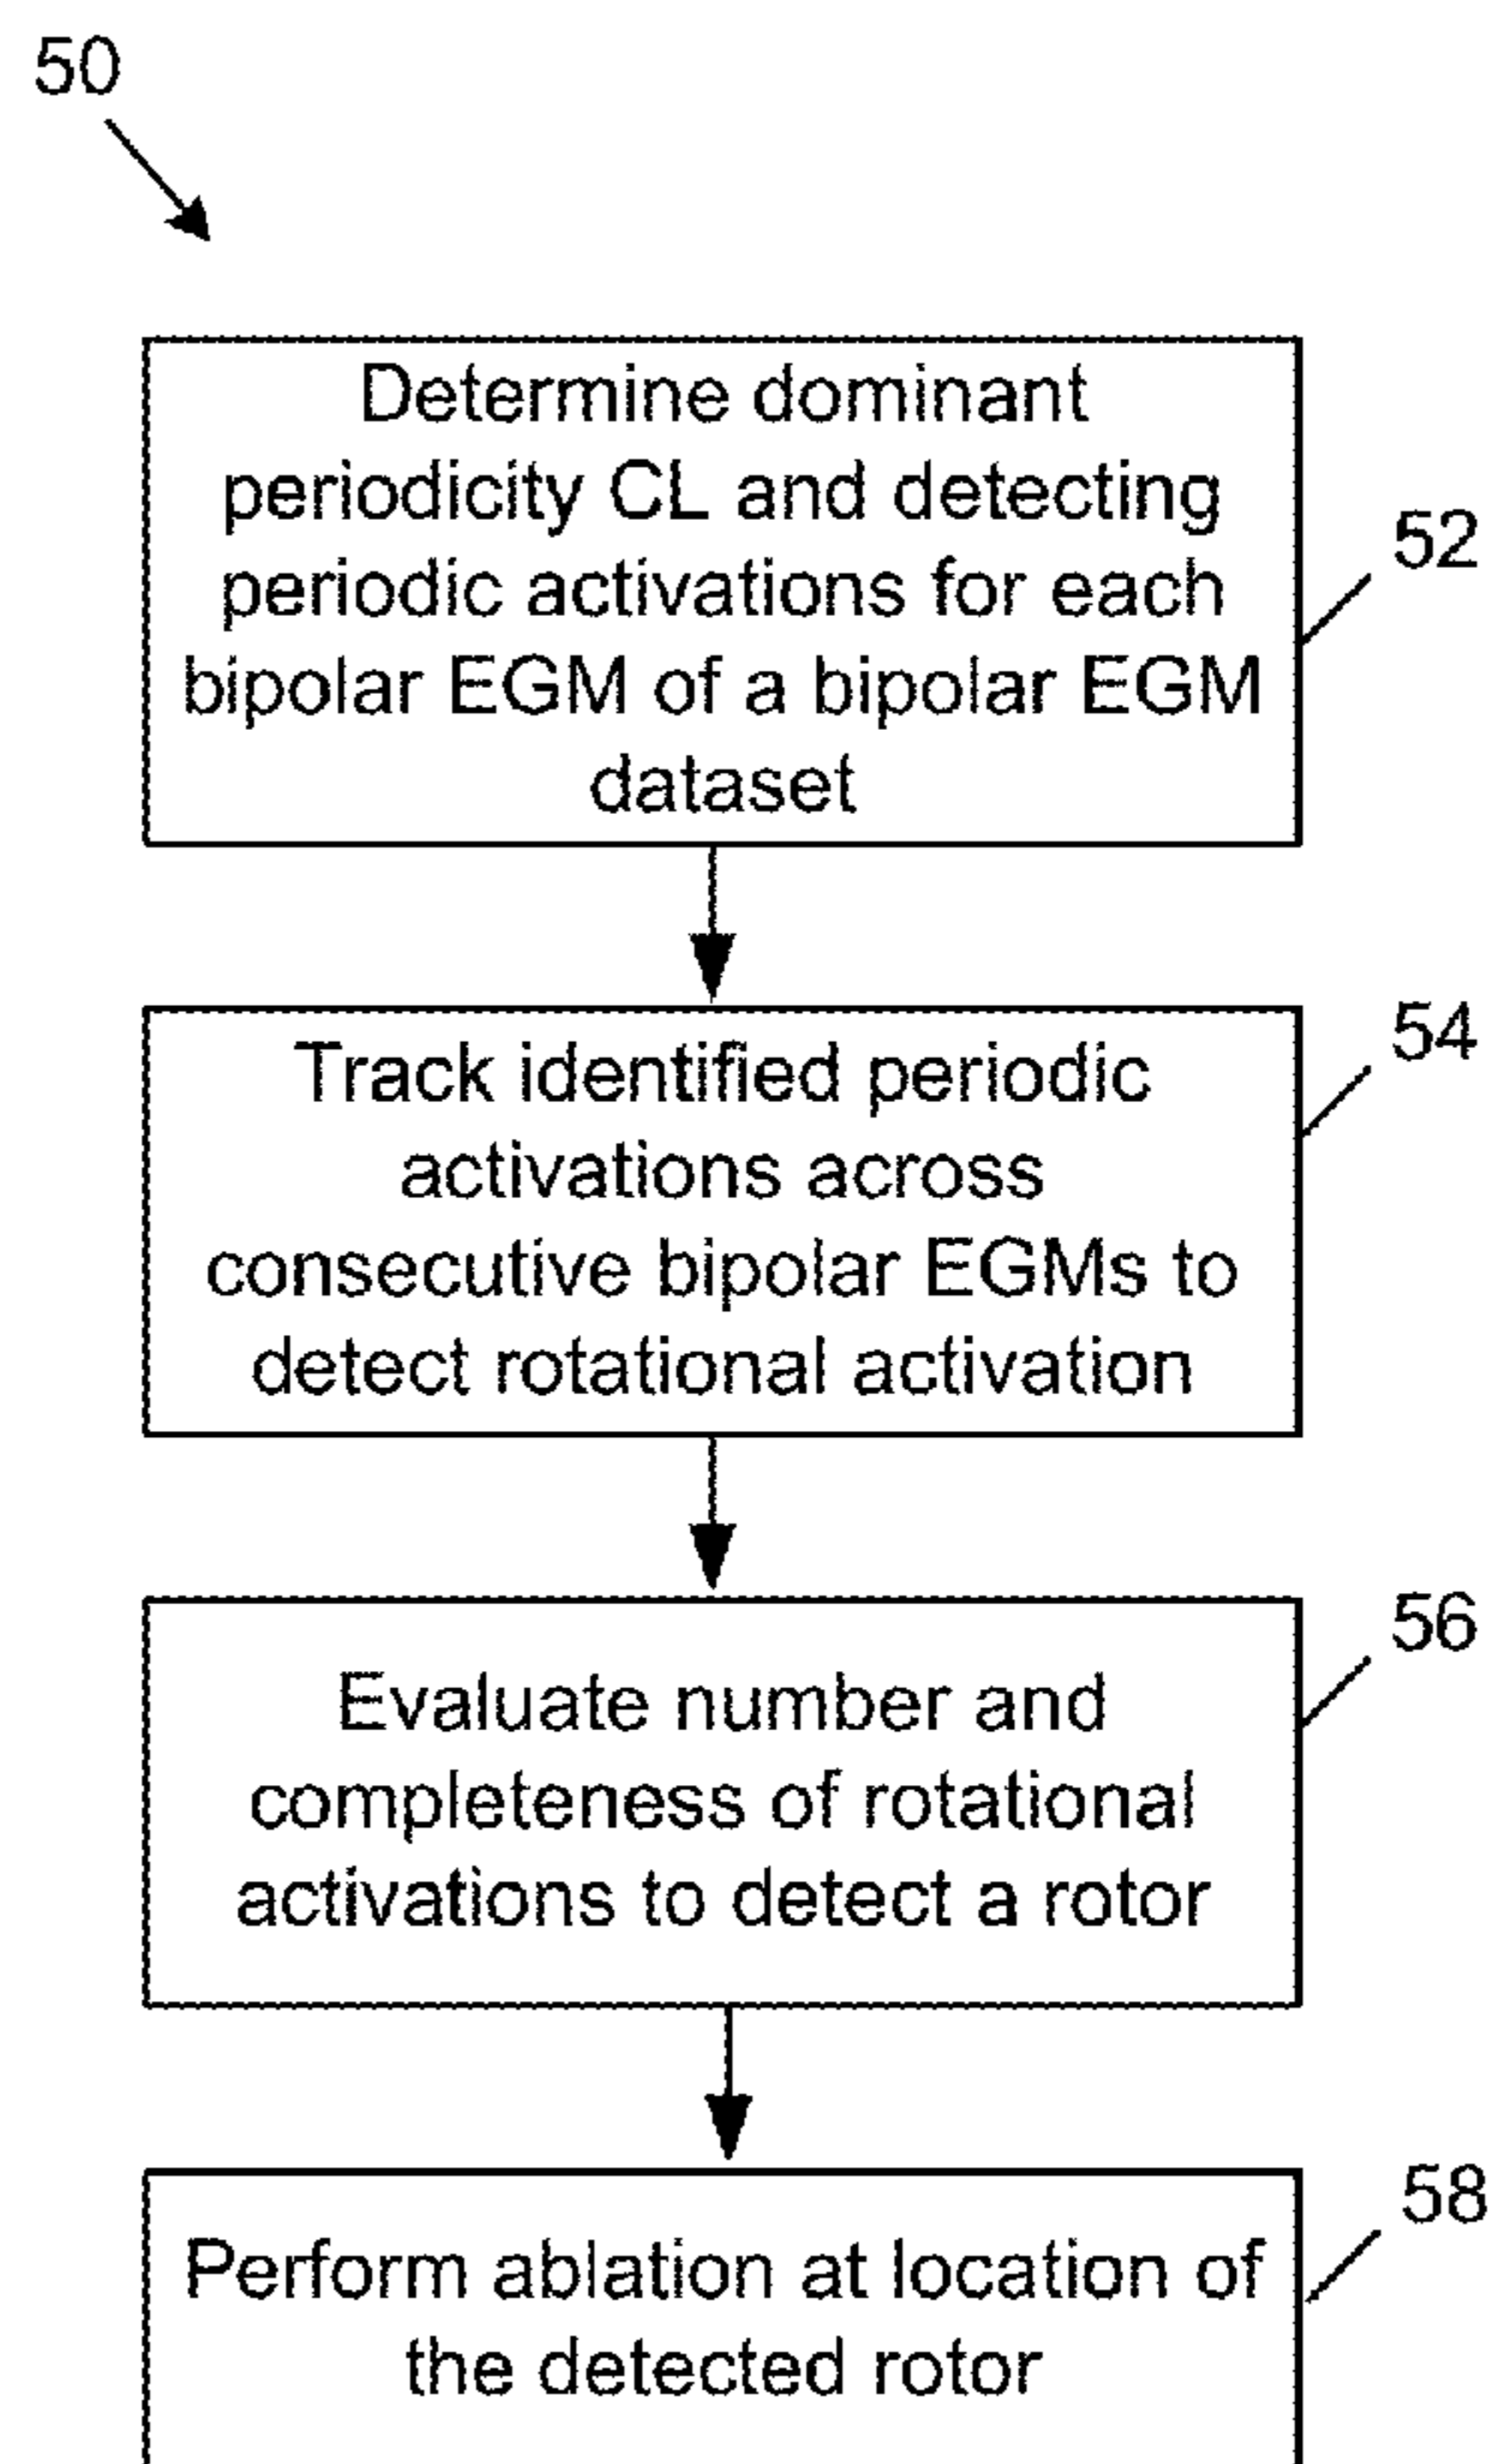 50
Determine dominant
periodicity CL and detecting
periodic activations for each
bipolar EGM of a bipolar EGM
dataset
52
Track identified periodic
activations across
consecutive bipolar EGMs to
detect rotational activation
54
Evaluate number and
completeness of rotational
activations to detect a rotor
56
Perform ablation at location of
the detected rotor
58